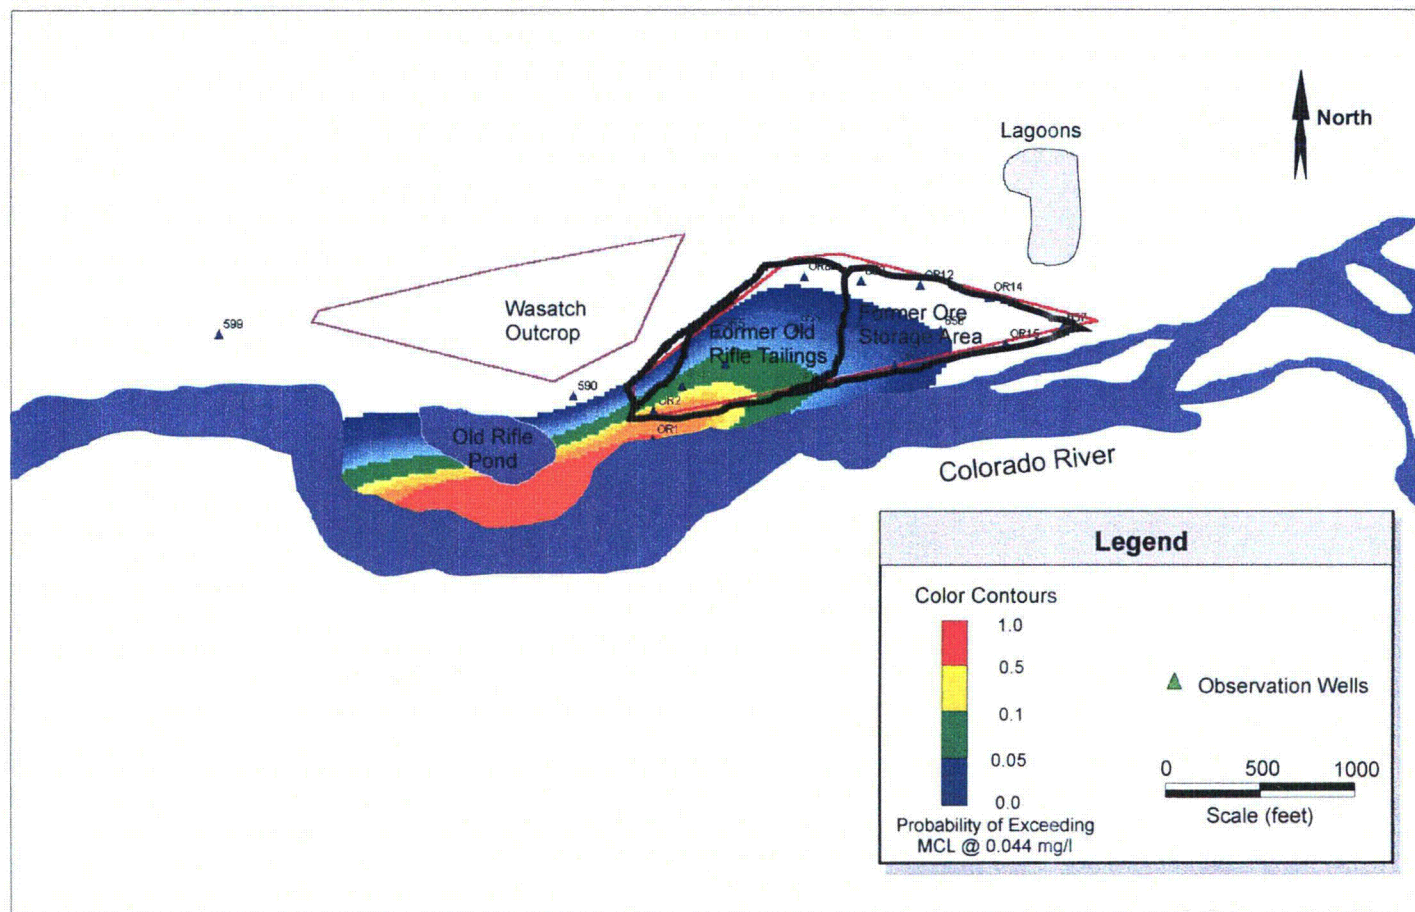 North
Lagoons
OR12
OR14
Wasatch
Outcrop
599
Former Old
Rifle Tailings
Former Ore
Storage Area
OR15
590
OR2
OR1
Old Rifle
Pond
Colorado River
Legend
Color Contours
1.0
0.5
0.1
0.05
0.0
Probability of Exceeding
MCL @ 0.044 mg/l
Observation Wells
0 500 1000
Scale (feet)